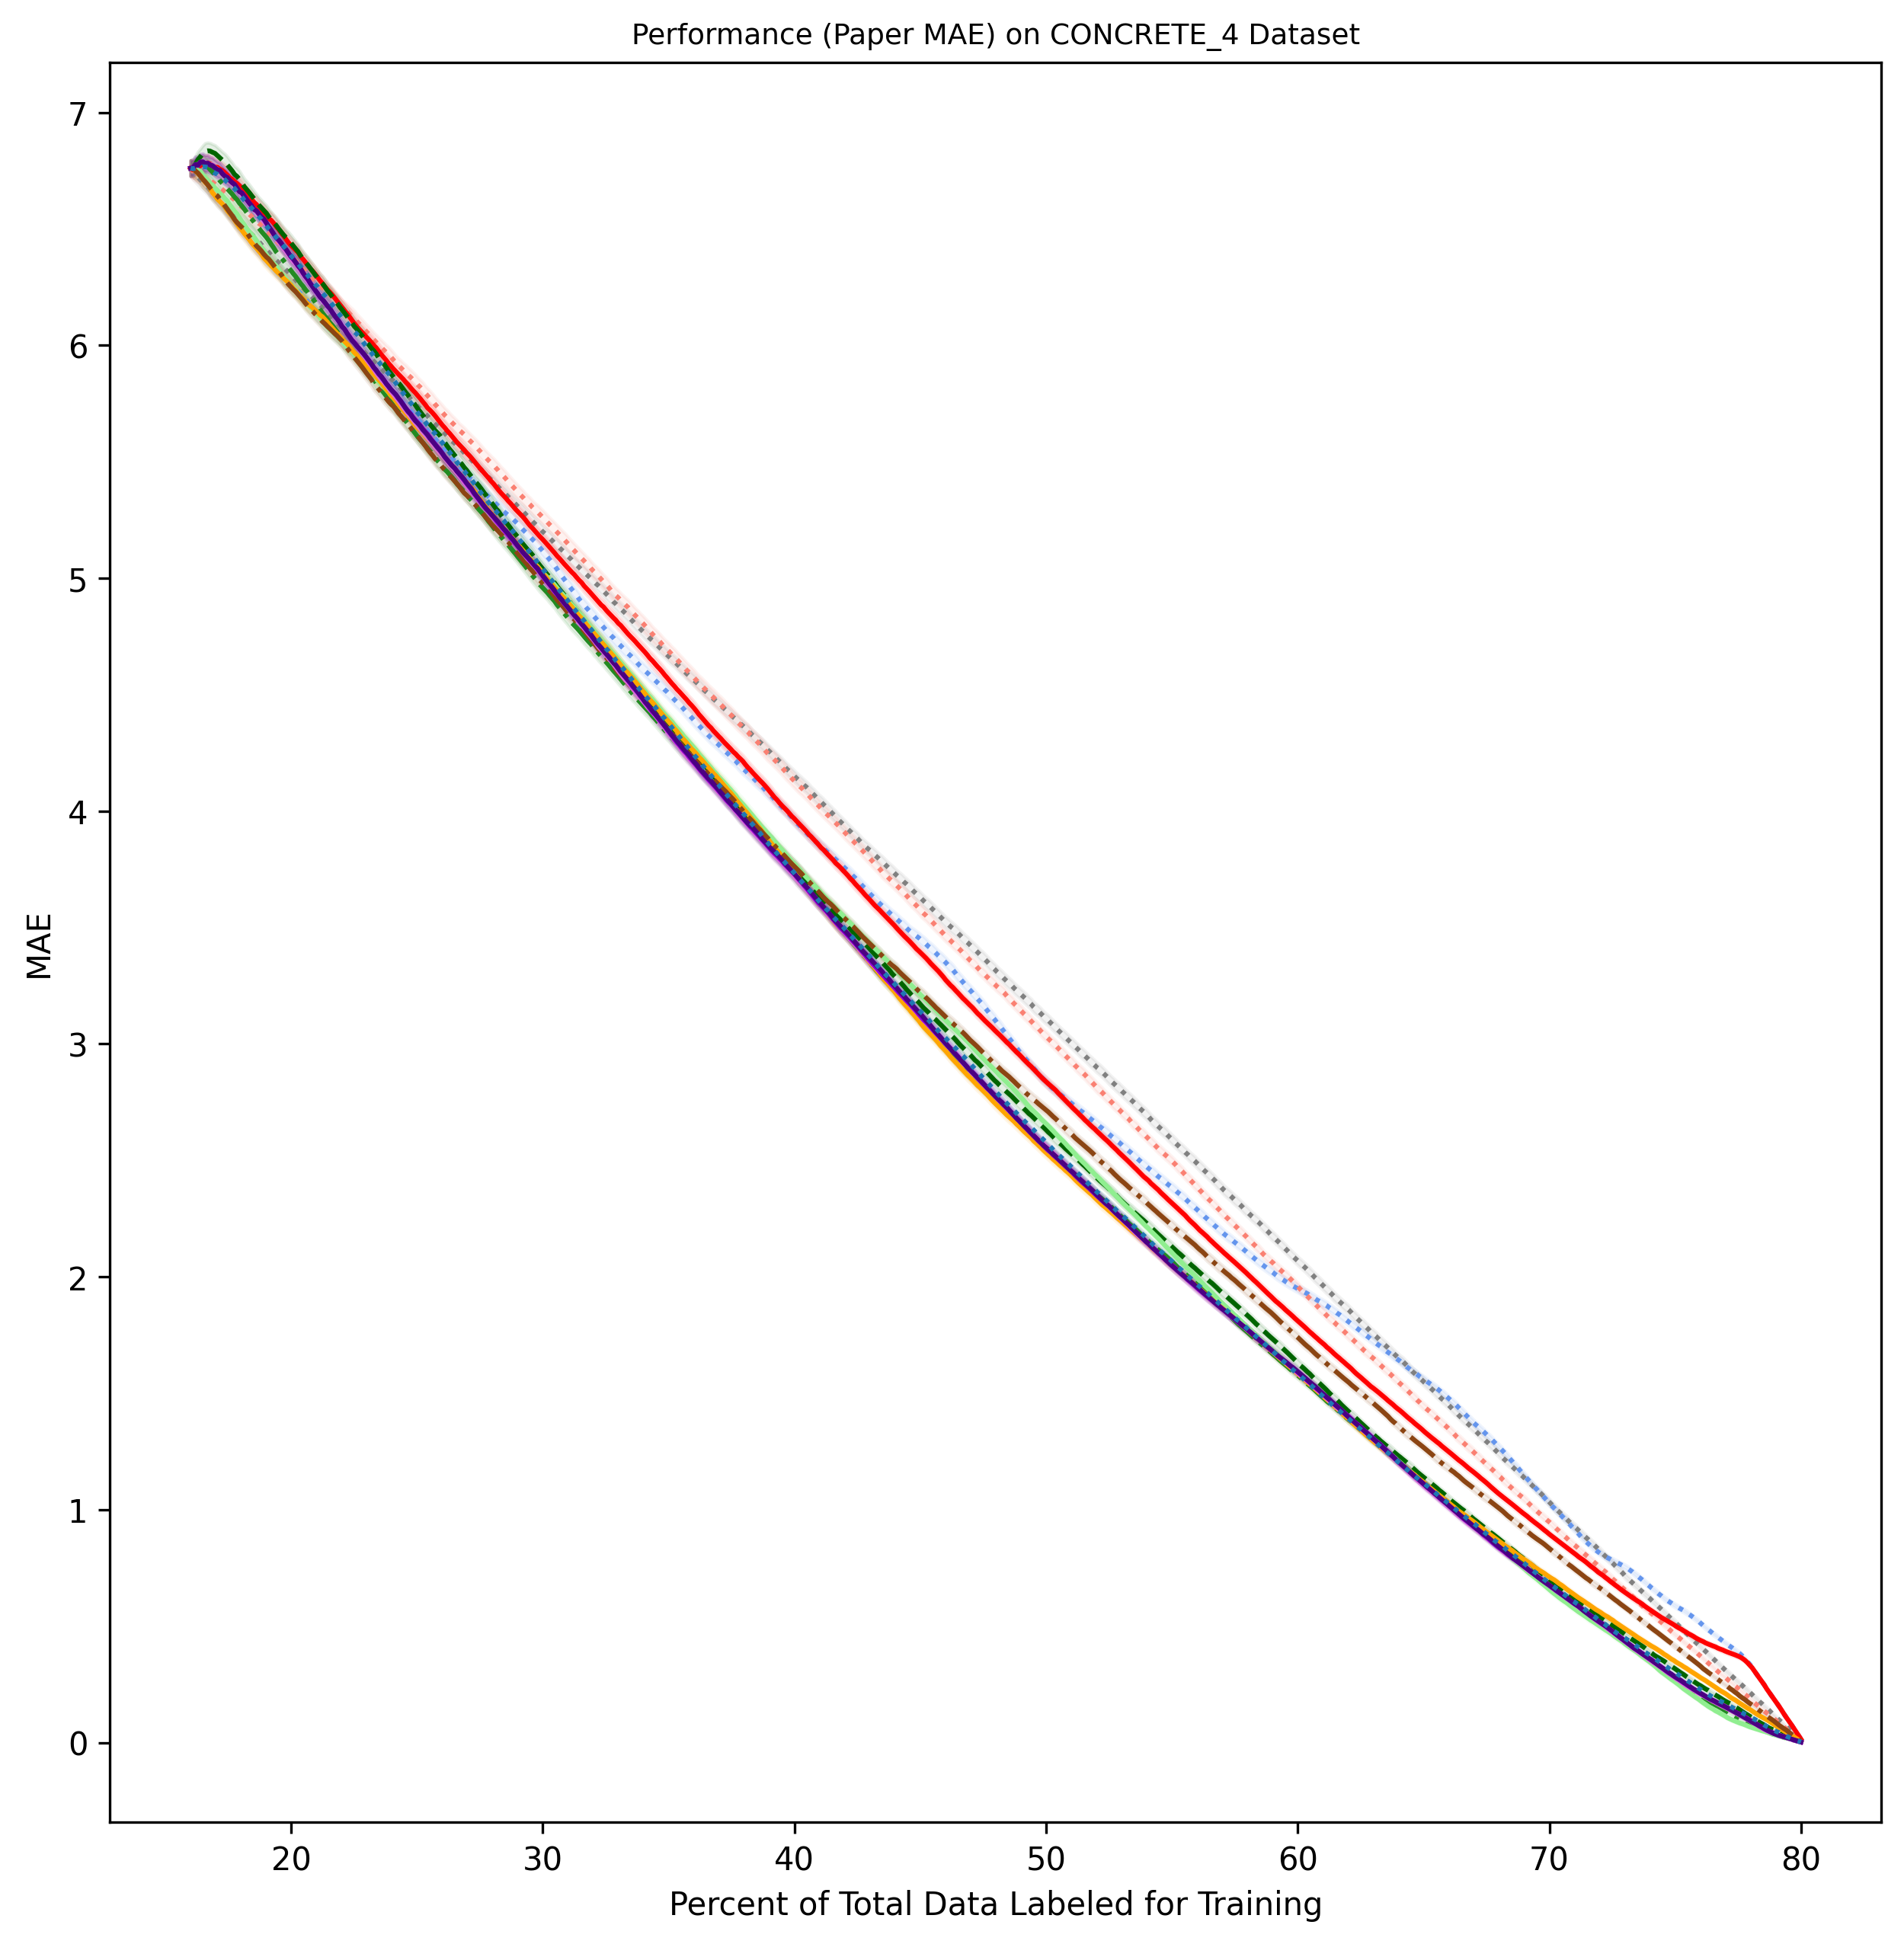 Performance (Paper MAE) on CONCRETE_4 Dataset
7
6
5
4
3
2
1
0
MAE
20 30 40 50 60 70 80
Percent of Total Data Labeled for Training